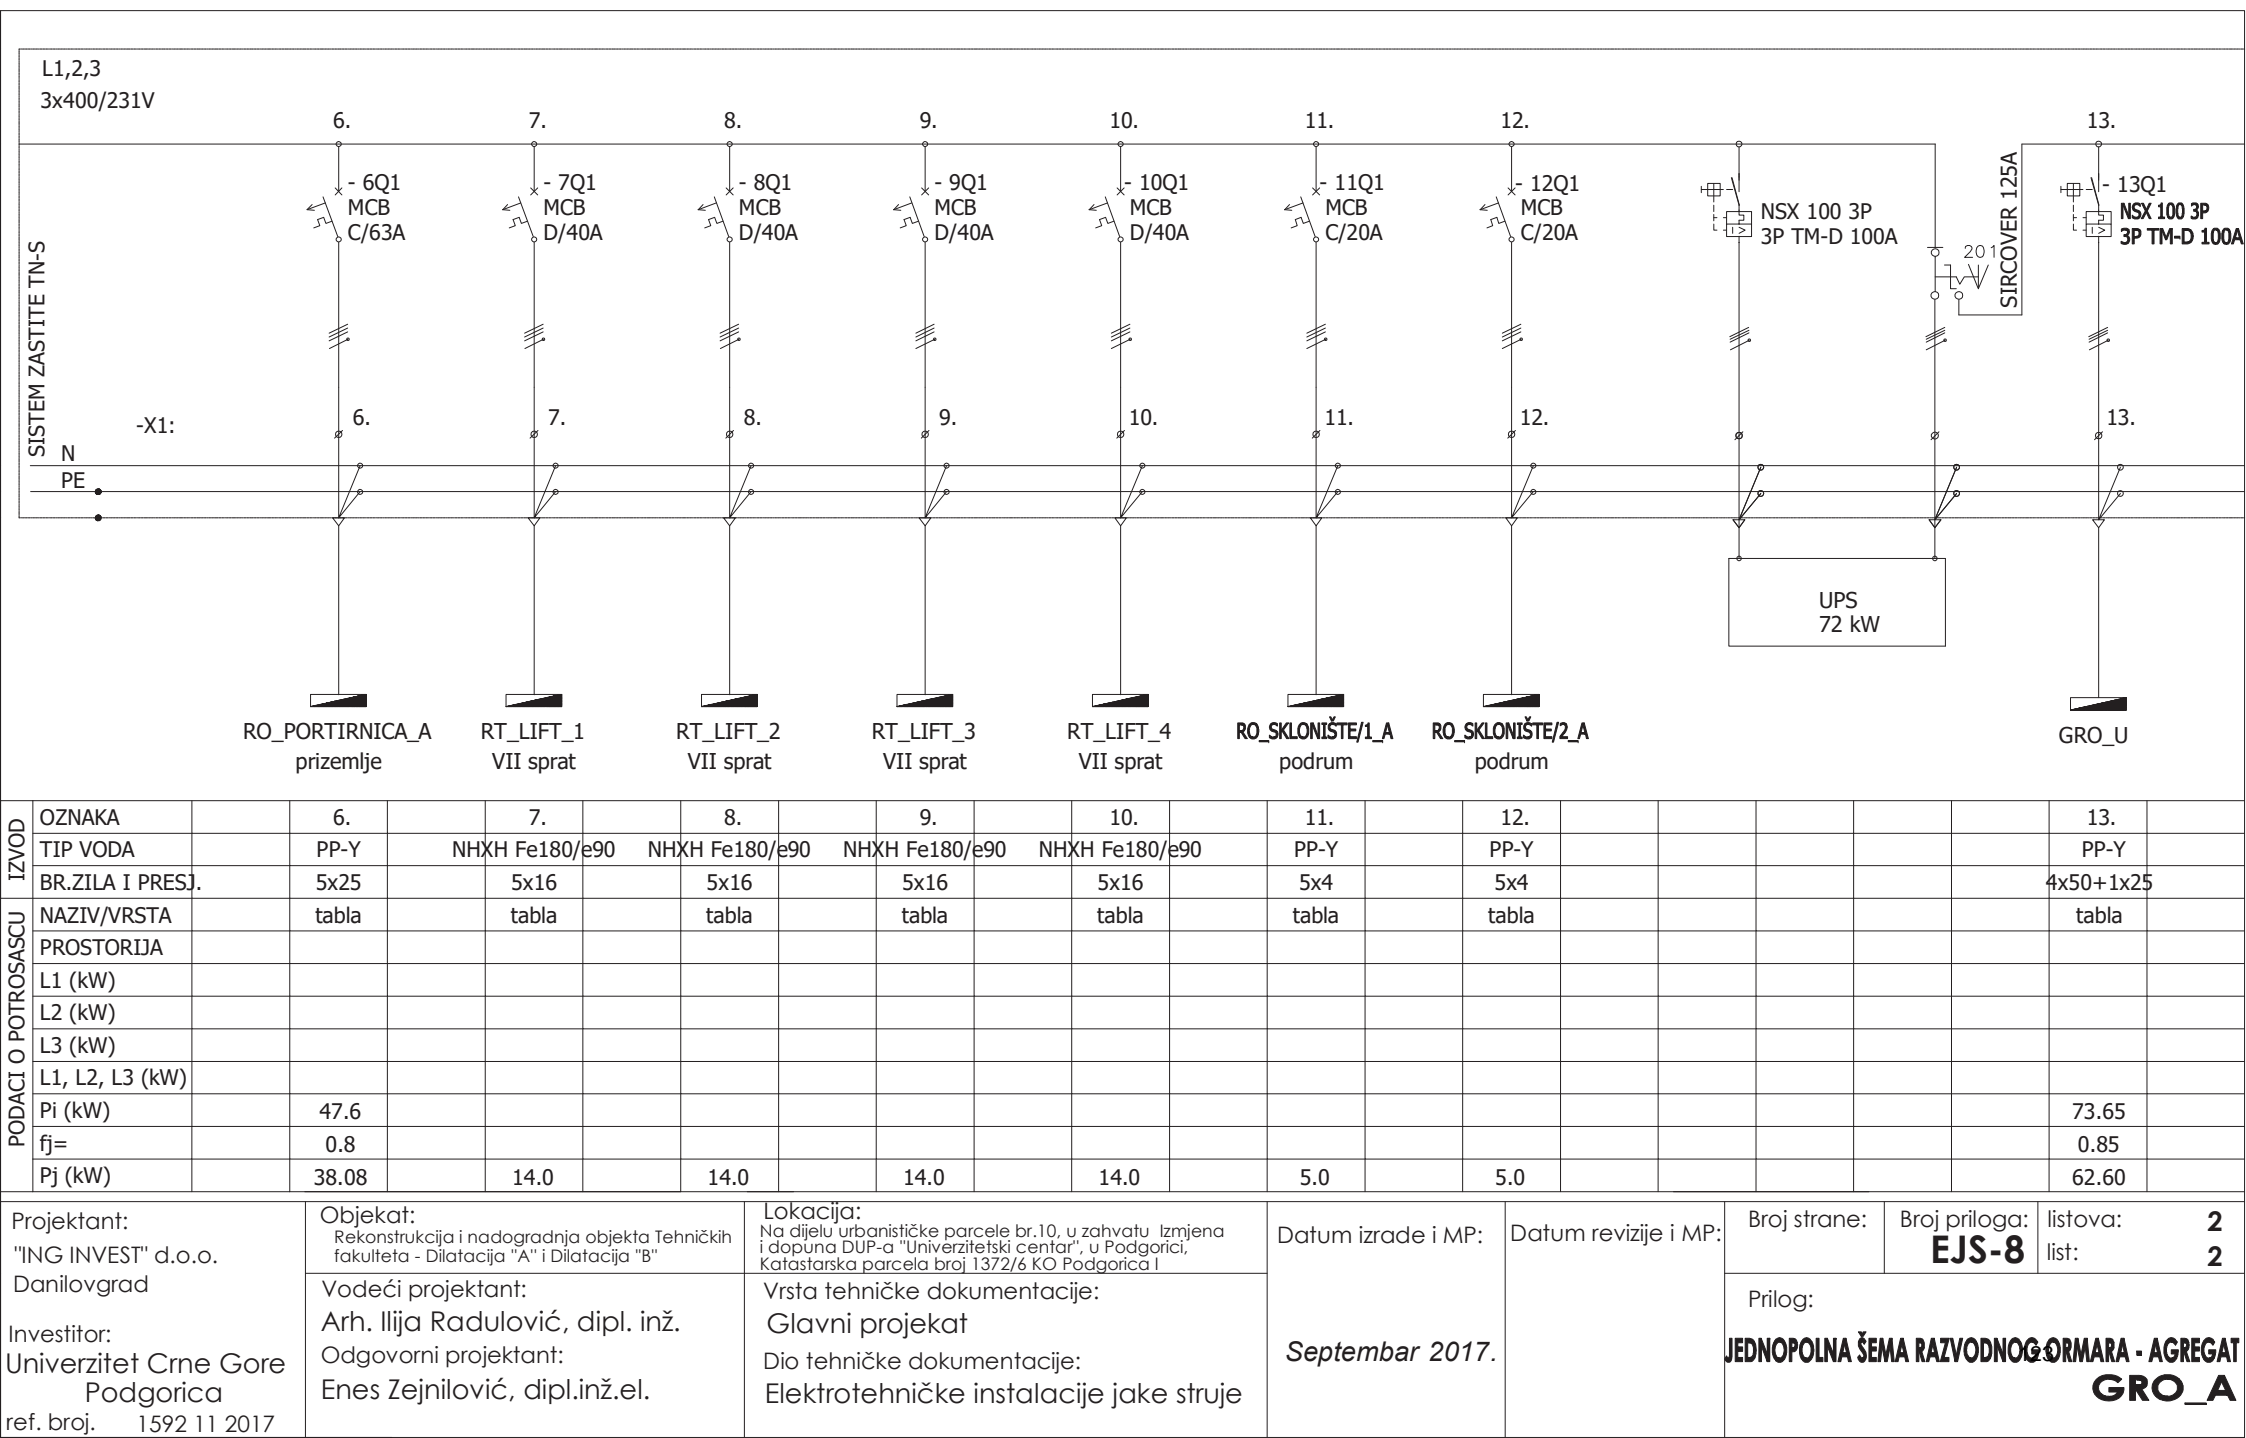 L1,2,3
3x400/231V
6. 7. 8. 9. 10. 11. 12. 13.
- 6Q1
MCB
C/63A
- 7Q1
MCB
D/40A
- 8Q1
MCB
D/40A
- 9Q1
MCB
D/40A
- 10Q1
MCB
D/40A
- 11Q1
MCB
C/20A
- 12Q1
MCB
C/20A
NSX 100 3P
3P TM-D 100A
201
SIRCOVER 125A
- 13Q1
NSX 100 3P
3P TM-D 100A
SISTEM ZASTITE TN-S
-X1:
6. 7. 8. 9. 10. 11. 12. 13.
N
PE
UPS
72 kW
RO_PORTIRNICA_A
prizemlje
RT_LIFT_1
VII sprat
RT_LIFT_2
VII sprat
RT_LIFT_3
VII sprat
RT_LIFT_4
VII sprat
RO_SKLONIŠTE/1_A
podrum
RO_SKLONIŠTE/2_A
podrum
GRO_U
IZVOD
OZNAKA 6. 7. 8. 9. 10. 11. 12. 13.
TIP VODA PP-Y NHXH Fe180/e90 NHXH Fe180/e90 NHXH Fe180/e90 NHXH Fe180/e90 PP-Y PP-Y PP-Y
BR.ZILA I PRESJ. 5x25 5x16 5x16 5x16 5x16 5x4 5x4 4x50+1x25
PODACI O POTROSASCU
NAZIV/VRSTA tabla tabla tabla tabla tabla tabla tabla tabla
PROSTORIJA
L1 (kW)
L2 (kW)
L3 (kW)
L1, L2, L3 (kW)
Pi (kW) 47.6 73.65
fj= 0.8 0.85
Pj (kW) 38.08 14.0 14.0 14.0 14.0 5.0 5.0 62.60
Projektant:
"ING INVEST" d.o.o.
Danilovgrad
Investitor:
Univerzitet Crne Gore
Podgorica
ref. broj. 1592 11 2017
Objekat:
Rekonstrukcija i nadogradnja objekta Tehničkih
fakulteta - Dilatacija "A" i Dilatacija "B"
Vodeći projektant:
Arh. Ilija Radulović, dipl. inž.
Odgovorni projektant:
Enes Zejnilović, dipl.inž.el.
Lokacija:
Na dijelu urbanističke parcele br.10, u zahvatu Izmjena
i dopuna DUP-a "Univerzitetski centar", u Podgorici,
Katastarska parcela broj 1372/6 KO Podgorica I
Vrsta tehničke dokumentacije:
Glavni projekat
Dio tehničke dokumentacije:
Elektrotehničke instalacije jake struje
Datum izrade i MP:
Septembar 2017.
Datum revizije i MP:
Broj strane:
Broj priloga:
EJS-8
listova: 2
list: 2
Prilog:
JEDNOPOLNA ŠEMA RAZVODNOG ORMARA - AGREGAT
123
GRO_A